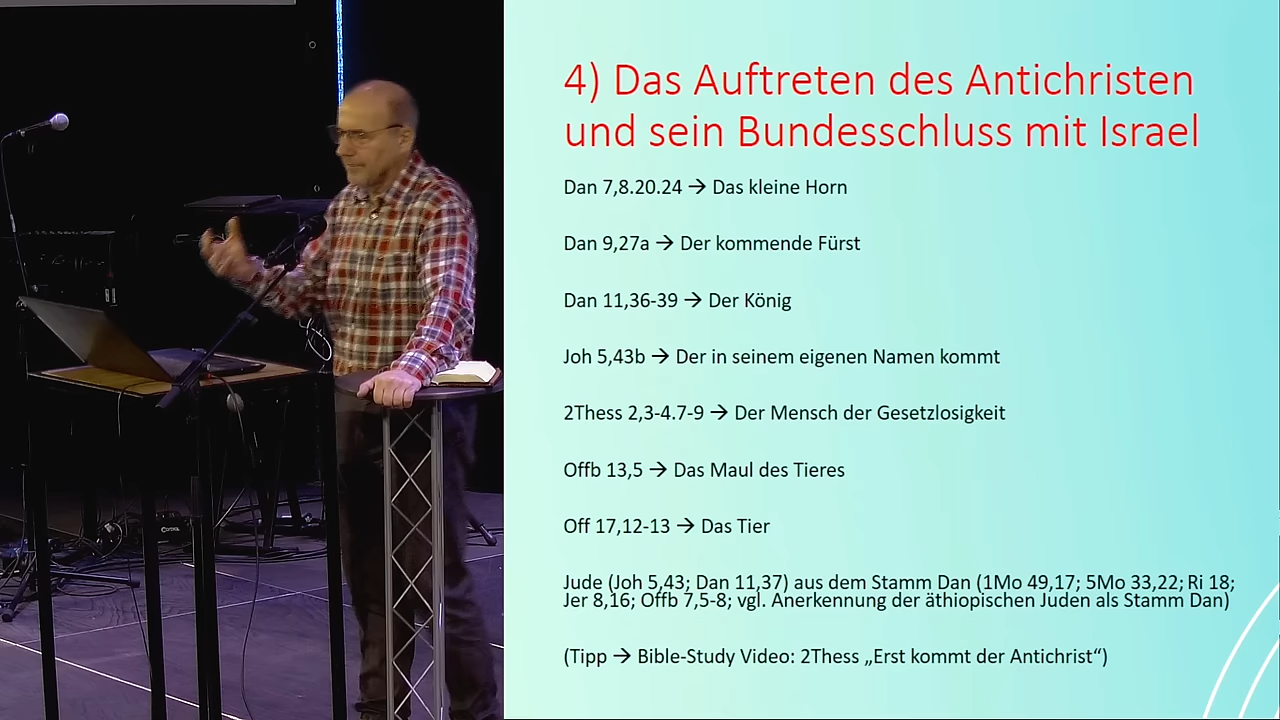 4) Das Auftreten des Antichristen
und sein Bundesschluss mit Israel
Dan 7,8.20.24 → Das kleine Horn
Dan 9,27a → Der kommende Fürst
Dan 11,36-39 → Der König
Joh 5,43b → Der in seinem eigenen Namen kommt
2Thess 2,3-4.7-9 → Der Mensch der Gesetzlosigkeit
Offb 13,5 → Das Maul des Tieres
Off 17,12-13 → Das Tier
Jude (Joh 5,43; Dan 11,37) aus dem Stamm Dan (1Mo 49,17; 5Mo 33,22; Ri 18;
Jer 8,16; Offb 7,5-8; vgl. Anerkennung der äthiopischen Juden als Stamm Dan)
(Tipp → Bible-Study Video: 2Thess „Erst kommt der Antichrist“)